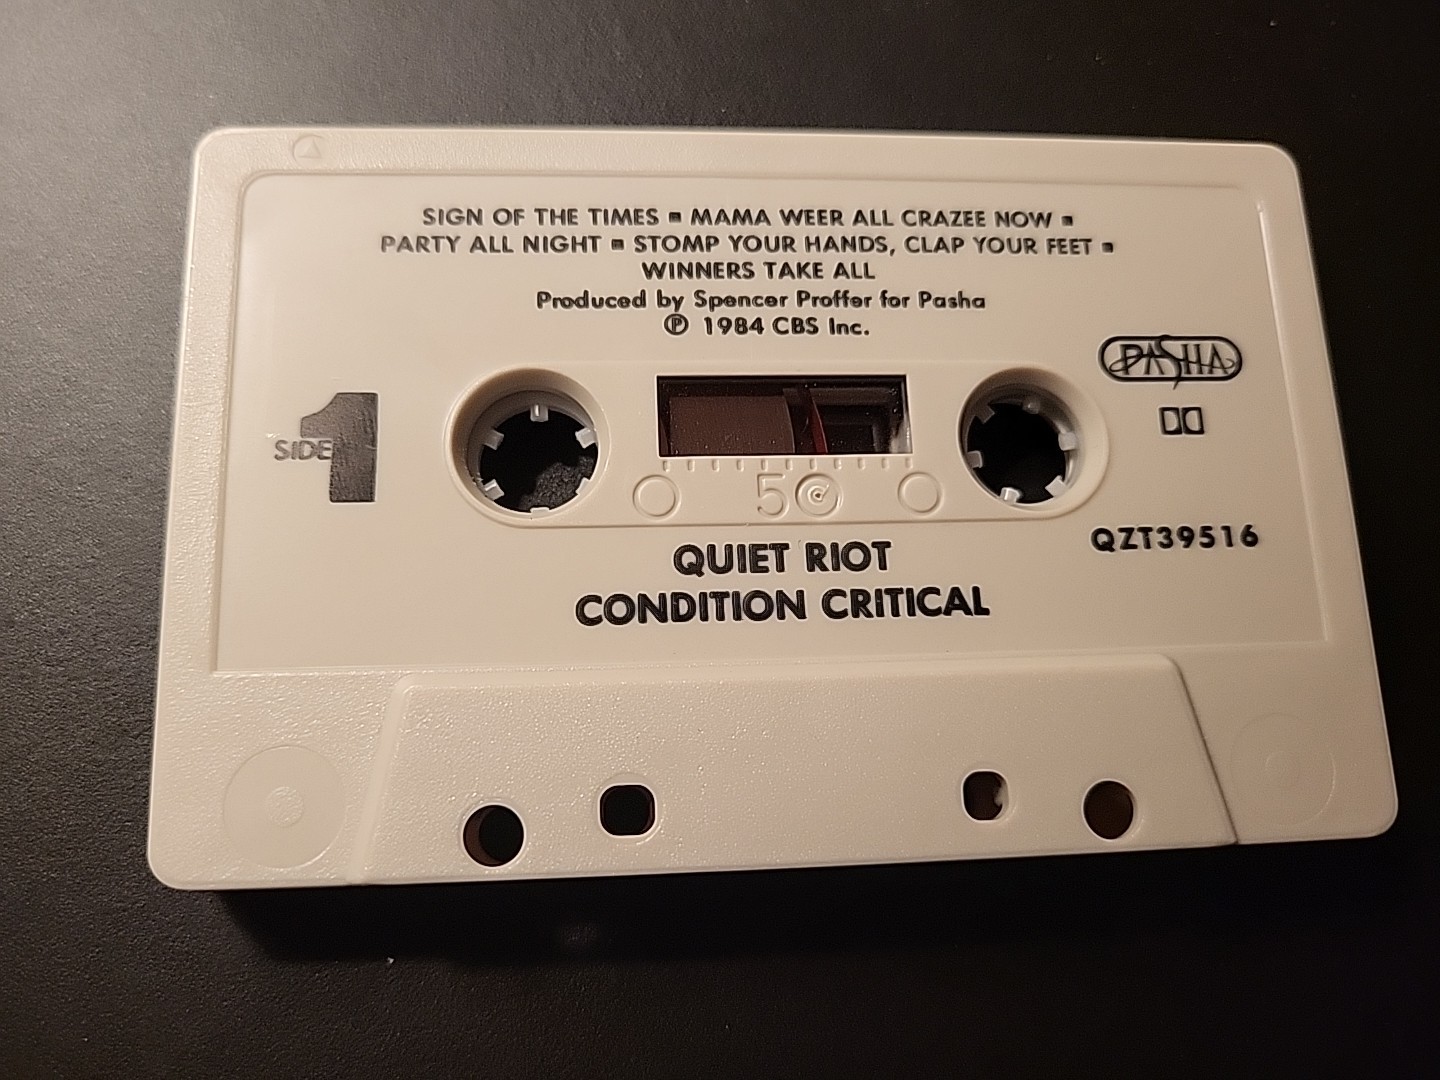 SIGN OF THE TIMES ▪ MAMA WEER ALL CRAZEE NOW ▪
PARTY ALL NIGHT ▪ STOMP YOUR HANDS, CLAP YOUR FEET ▪
WINNERS TAKE ALL
Produced by Spencer Proffer for Pasha
℗ 1984 CBS Inc.
PASHA
SIDE 1
50
QZT39516
QUIET RIOT
CONDITION CRITICAL